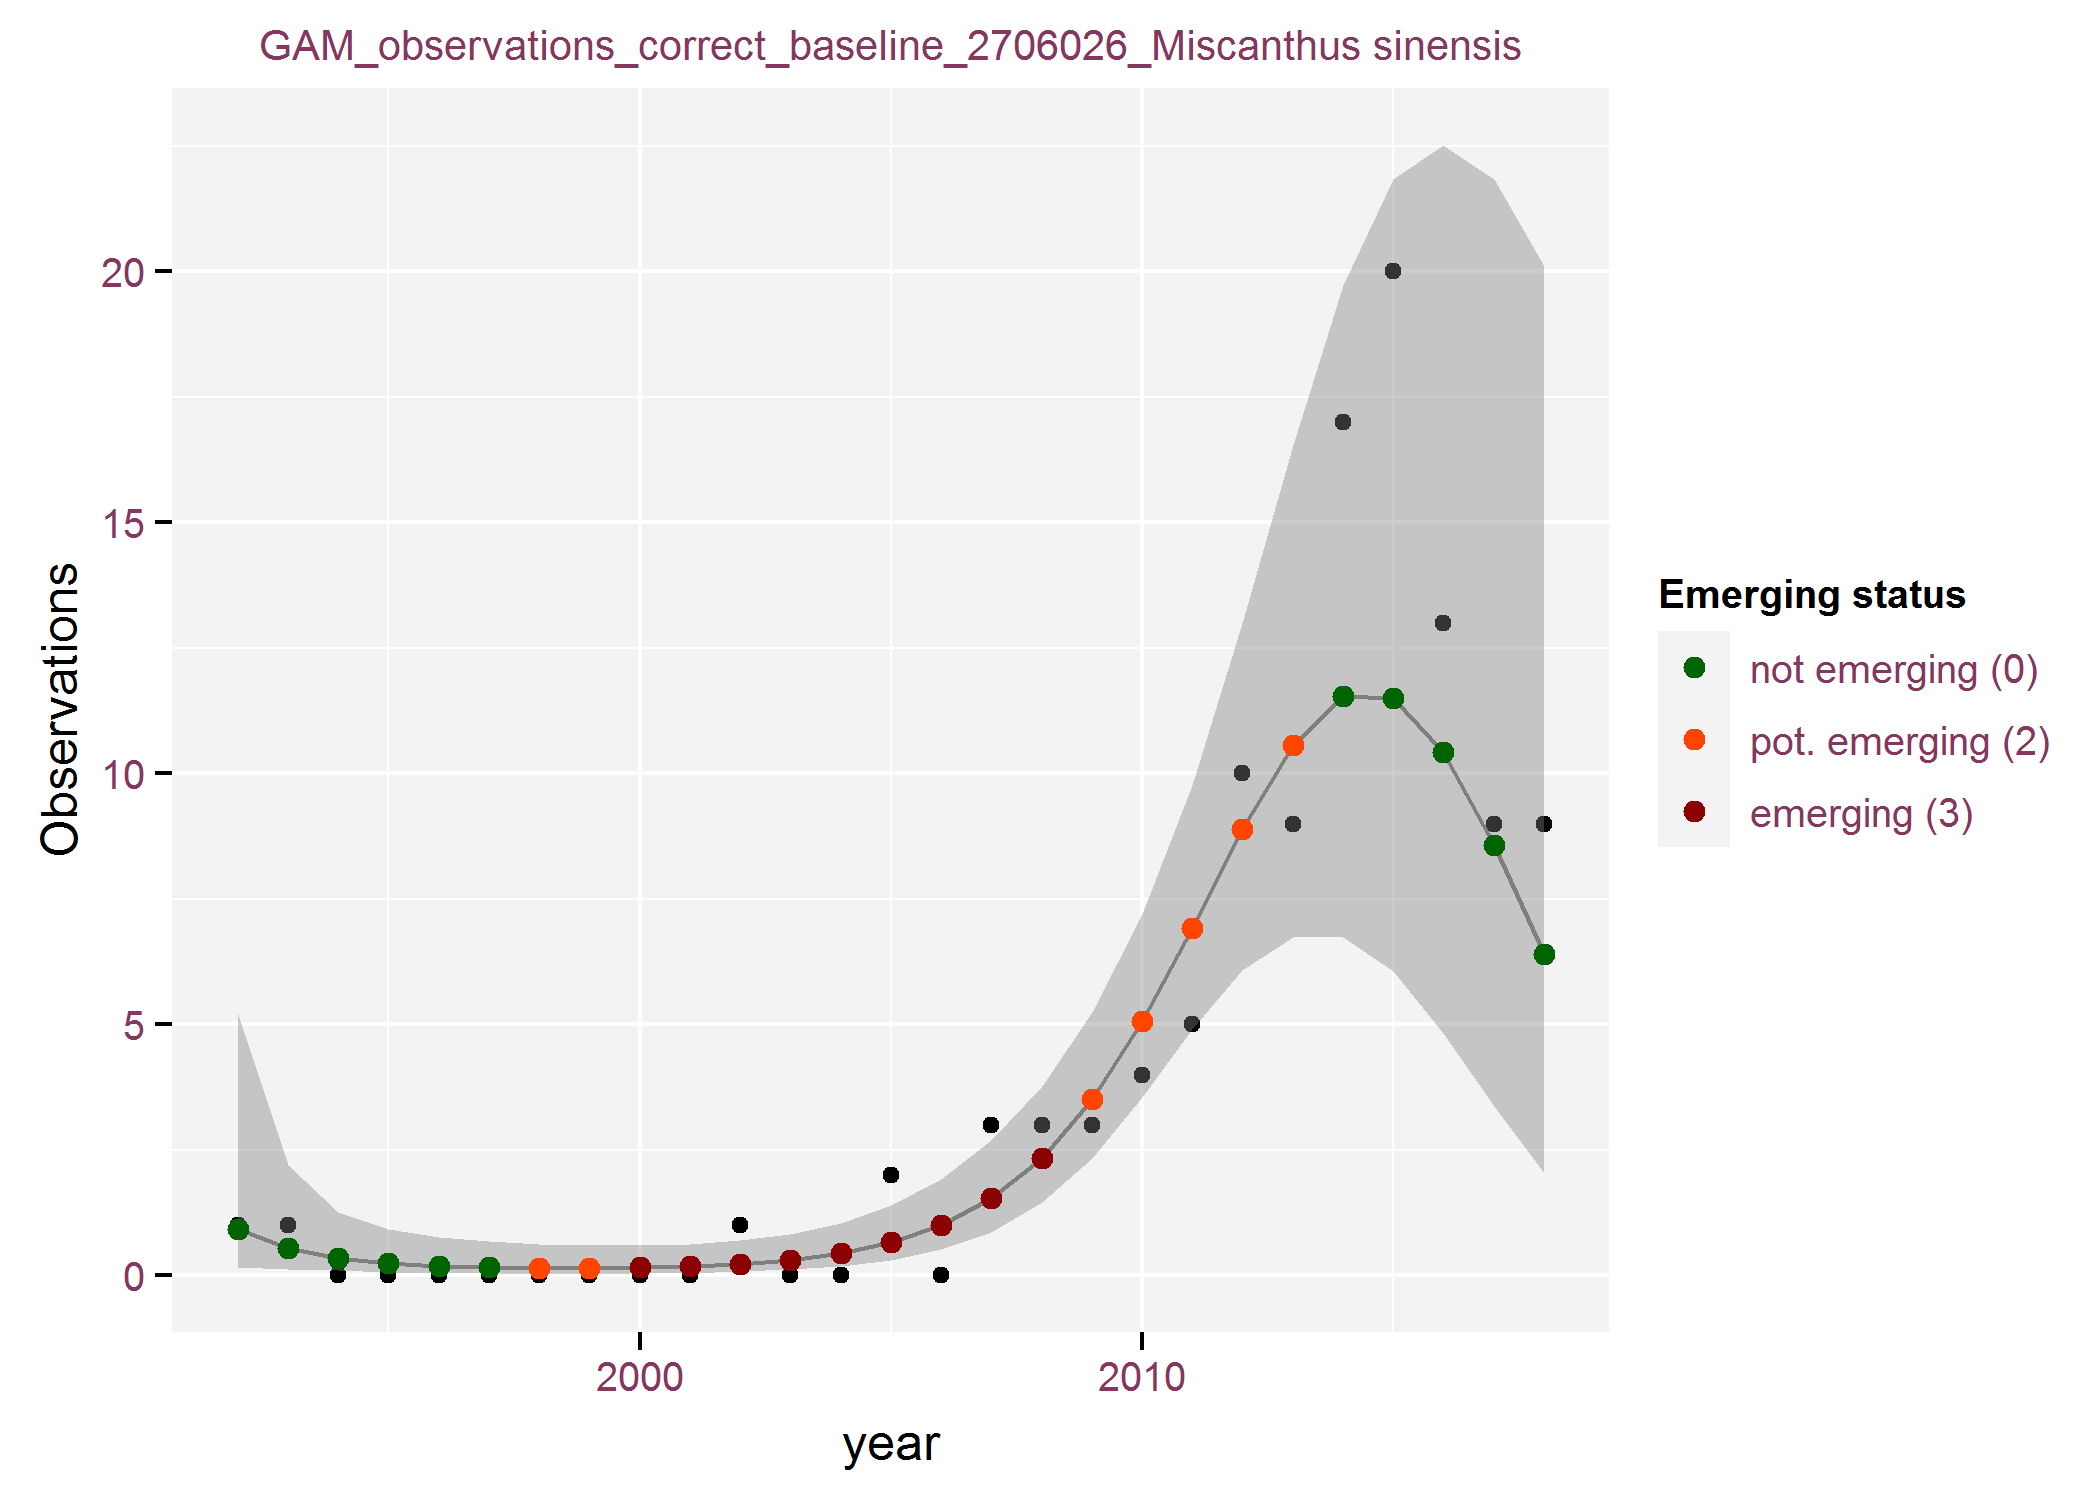 GAM_observations_correct_baseline_2706026_Miscanthus sinensis
20
15
10
5
0
Observations
2000
2010
year
Emerging status
not emerging (0)
pot. emerging (2)
emerging (3)